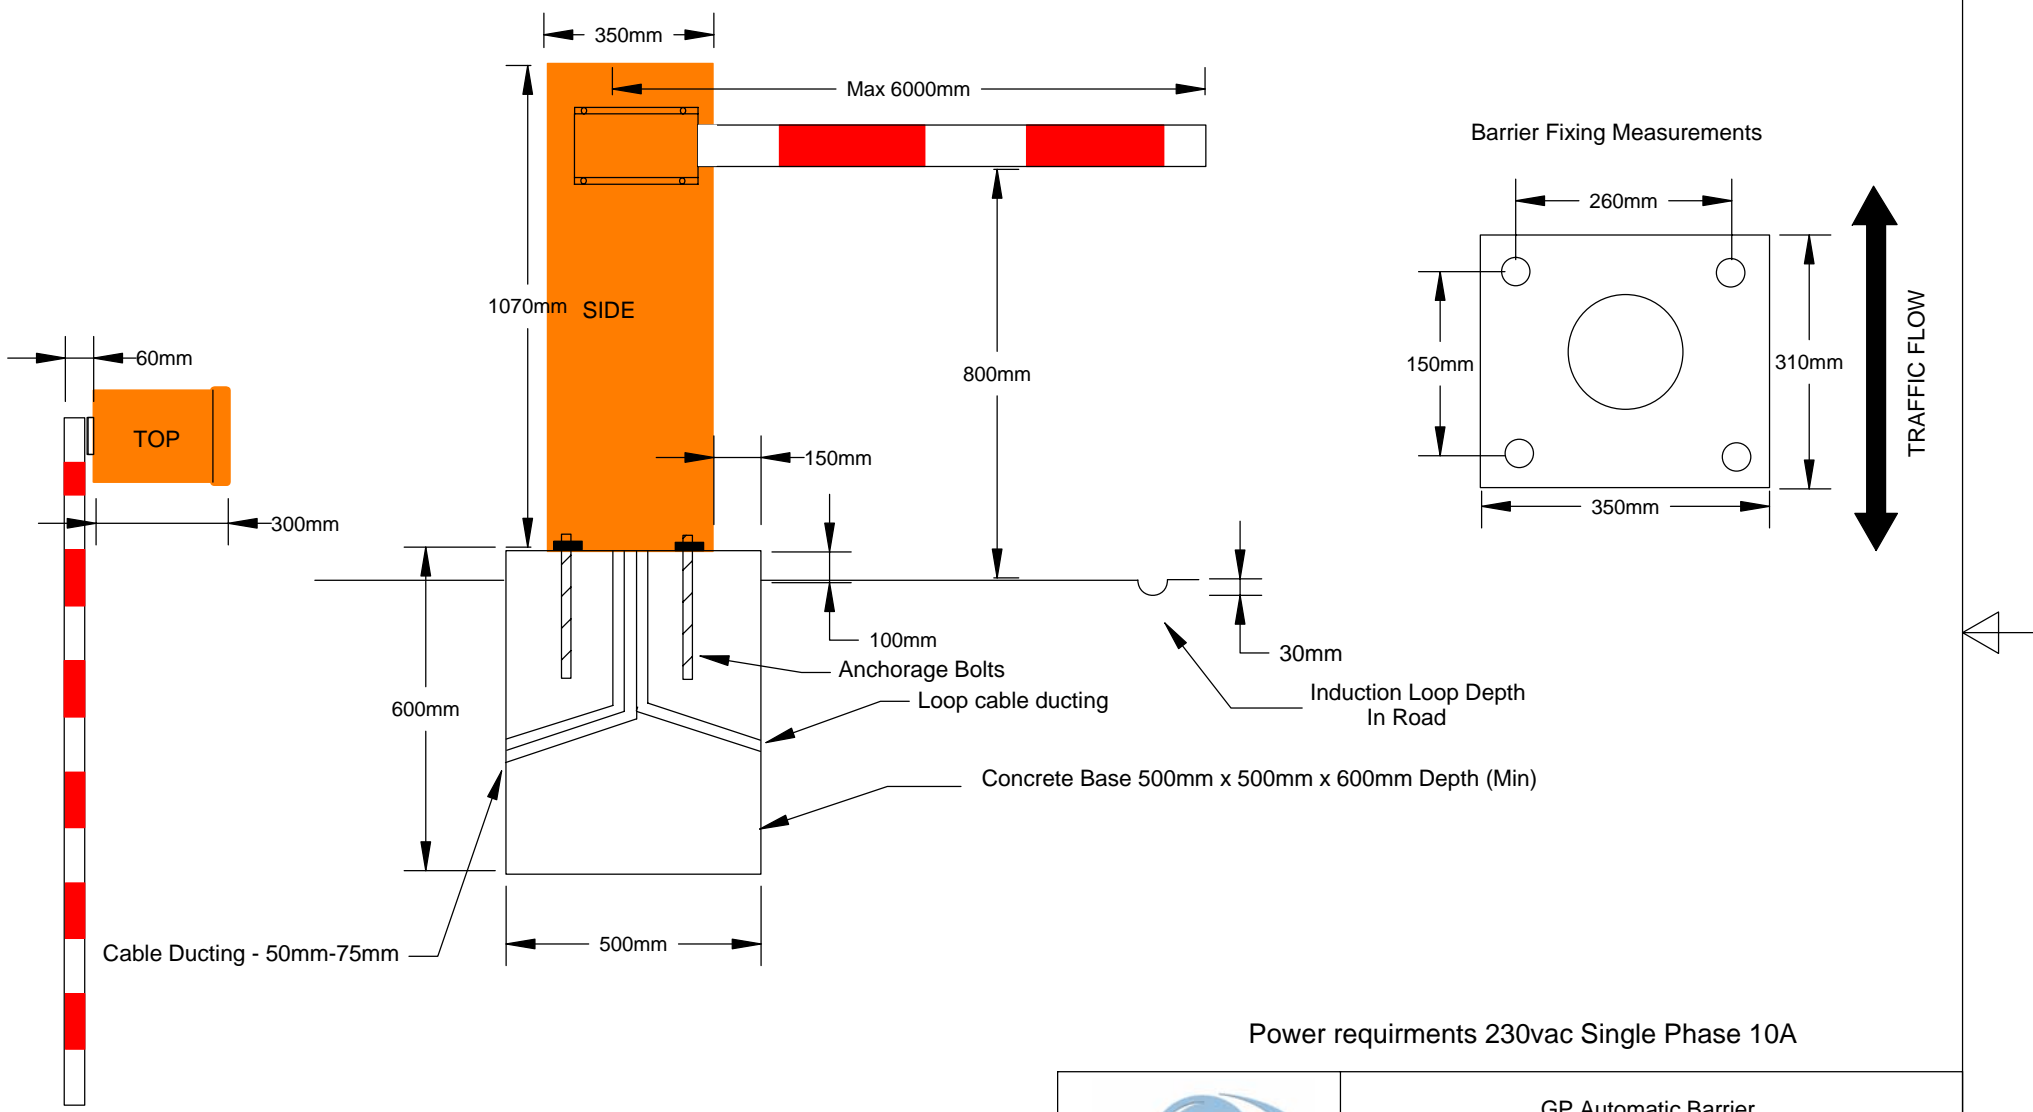 350mm
Max 6000mm
Barrier Fixing Measurements
260mm
1070mm
SIDE
60mm
800mm
150mm
310mm
TRAFFIC FLOW
TOP
150mm
300mm
350mm
100mm
30mm
Anchorage Bolts
Loop cable ducting
Induction Loop Depth
In Road
600mm
Concrete Base 500mm x 500mm x 600mm Depth (Min)
Cable Ducting - 50mm-75mm
500mm
Power requirments 230vac Single Phase 10A
GP Automatic Barrier